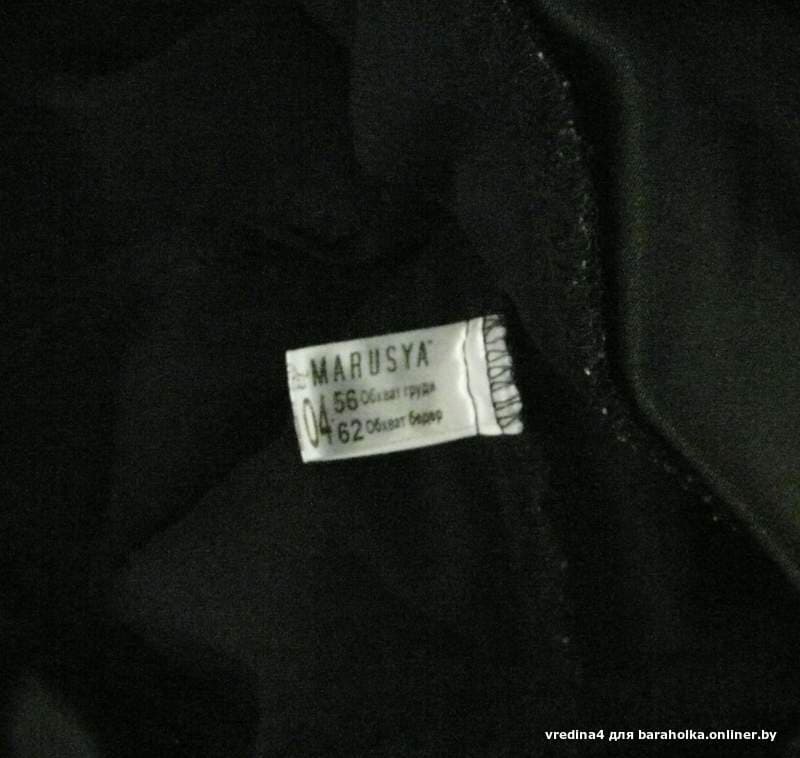 MARUSYA
04 56 Обхват груди
62 Обхват бедер
vredina4 для baraholka.onliner.by